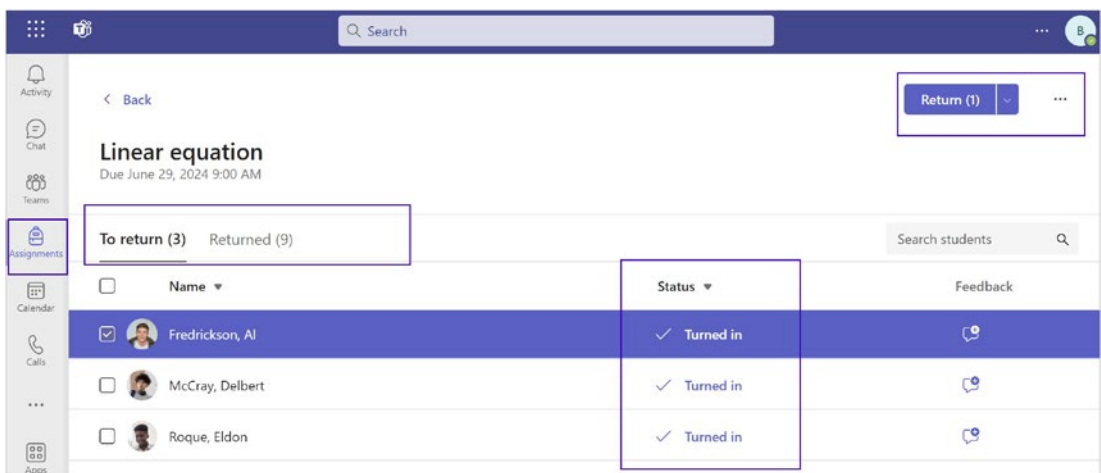 Search
B
Activity
Back
Return (1)
Chat
Linear equation
Due June 29, 2024 9:00 AM
Teams
Assignments
To return (3) Returned (9)
Search students
Name Status Feedback
Calendar
Fredrickson, Al Turned in
Calls
McCray, Delbert Turned in
Roque, Eldon Turned in
Apps